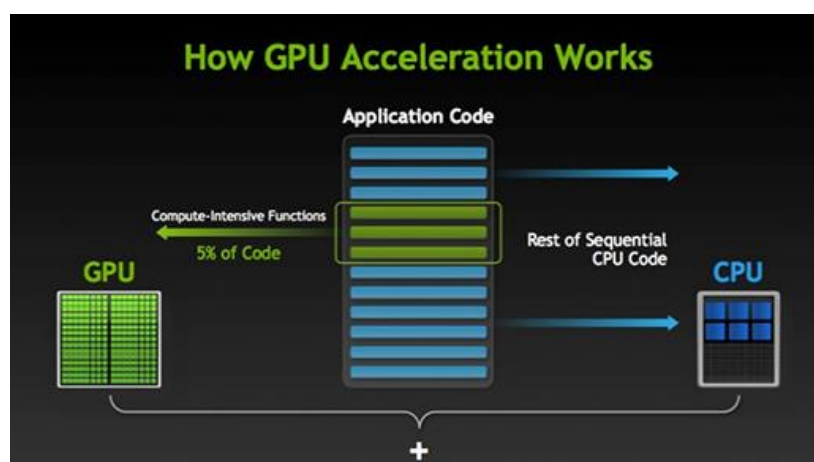 How GPU Acceleration Works
Application Code
Compute-Intensive Functions
5% of Code
Rest of Sequential
CPU Code
GPU
CPU
+